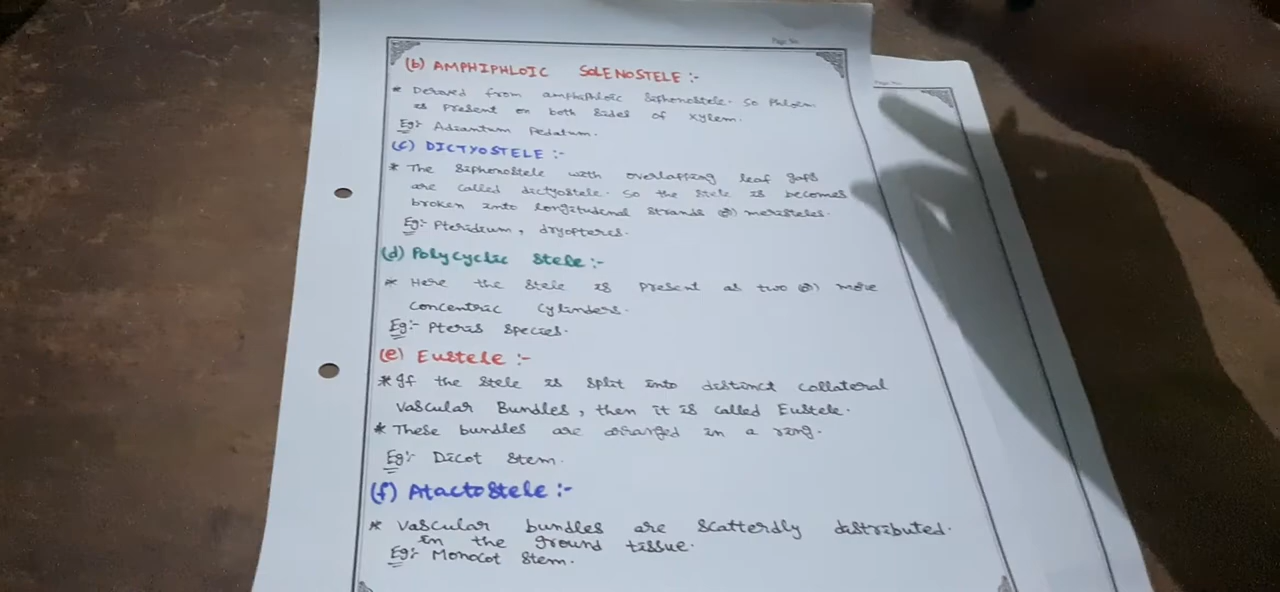 Page No.
(b) AMPHIPHLOIC SOLENOSTELE :-
* Derived from amphiphloic Siphonostele. So Phloem
is Present on both Sides of Xylem.
Eg:- Adiantum Pedatum.
(c) DICTYOSTELE :-
* The Siphonostele with overlapping leaf gaps
are called dictyostele. So the Stele is becomes
broken into longitudinal Strands (or) meristeles.
Eg:- Pteridium, dryopteris.
(d) Polycyclic Stele :-
* Here the Stele is Present as two (or) more
Concentric Cylinders.
Eg:- Pteris Species.
(e) Eustele :-
* If the Stele is Split into distinct Collateral
Vascular Bundles, then it is called Eustele.
* These bundles are arranged in a ring.
Eg:- Dicot Stem.
(f) Atactostele :-
* Vascular bundles are Scatterdly distributed.
in the ground tissue.
Eg:- Monocot Stem.
Page No.